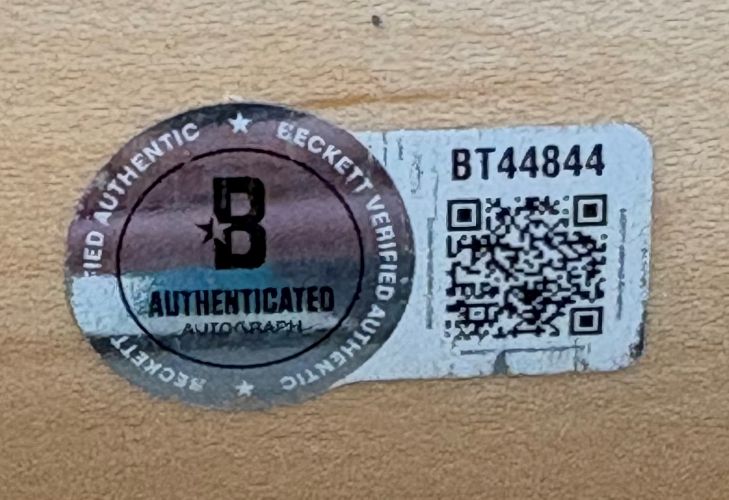 BECKETT VERIFIED AUTHENTIC
BECKETT VERIFIED AUTHENTIC
B
AUTHENTICATED
AUTOGRAPH
BT44844